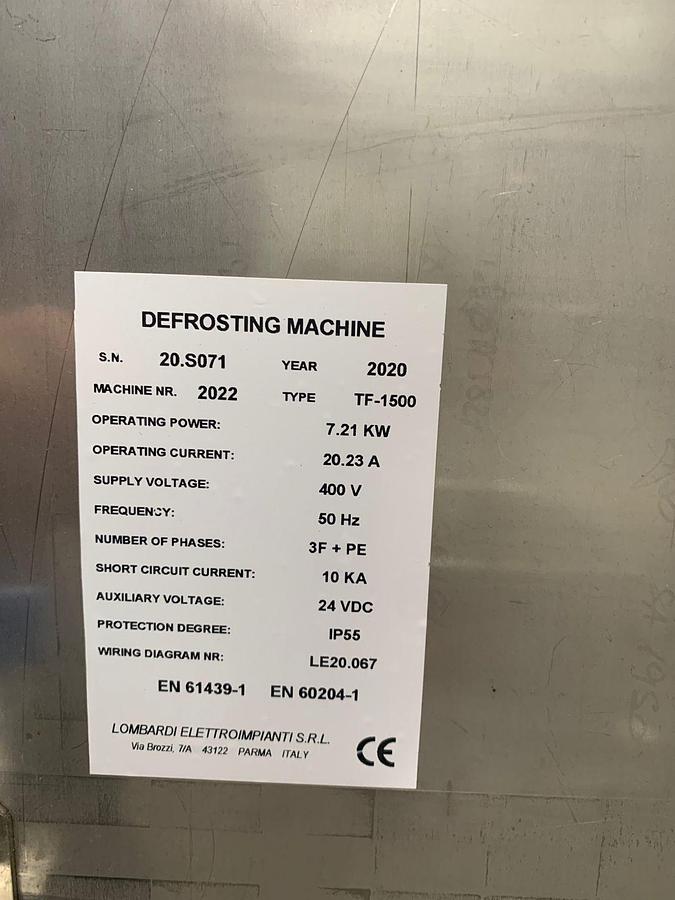 DEFROSTING MACHINE
S.N. 20.S071 YEAR 2020
MACHINE NR. 2022 TYPE TF-1500
OPERATING POWER: 7.21 KW
OPERATING CURRENT: 20.23 A
SUPPLY VOLTAGE: 400 V
FREQUENCY: 50 Hz
NUMBER OF PHASES: 3F + PE
SHORT CIRCUIT CURRENT: 10 KA
AUXILIARY VOLTAGE: 24 VDC
PROTECTION DEGREE: IP55
WIRING DIAGRAM NR: LE20.067
EN 61439-1 EN 60204-1
LOMBARDI ELETTROIMPIANTI S.R.L.
Via Brozzi, 7/A 43122 PARMA ITALY
CE